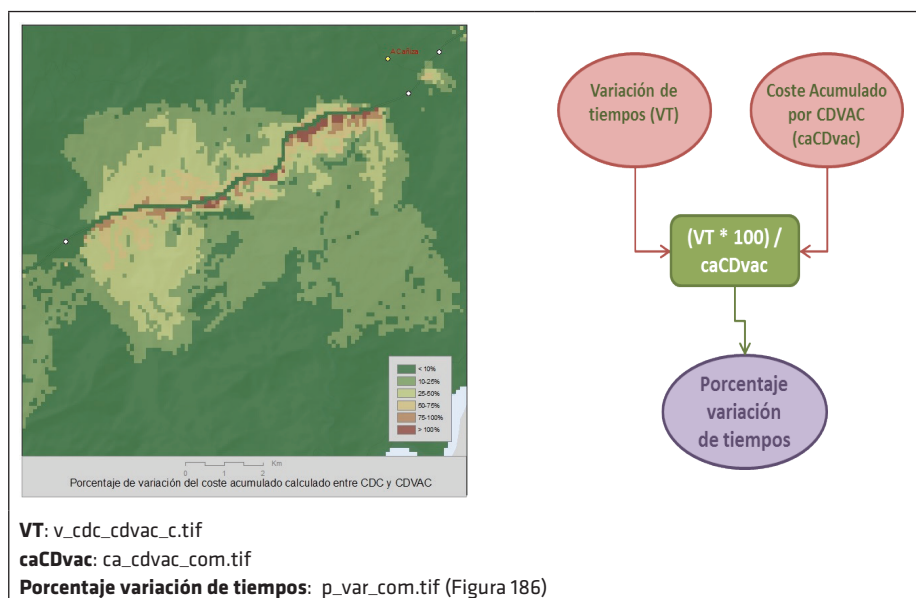 A Cañiza
< 10%
10-25%
25-50%
50-75%
75-100%
> 100%
Km
0 1 2
Porcentaje de variación del coste acumulado calculado entre CDC y CDVAC
Variación de
tiempos (VT)
Coste Acumulado
por CDVAC
(caCDvac)
(VT * 100) /
caCDvac
Porcentaje
variación
de tiempos
VT: v_cdc_cdvac_c.tif
caCDvac: ca_cdvac_com.tif
Porcentaje variación de tiempos: p_var_com.tif (Figura 186)